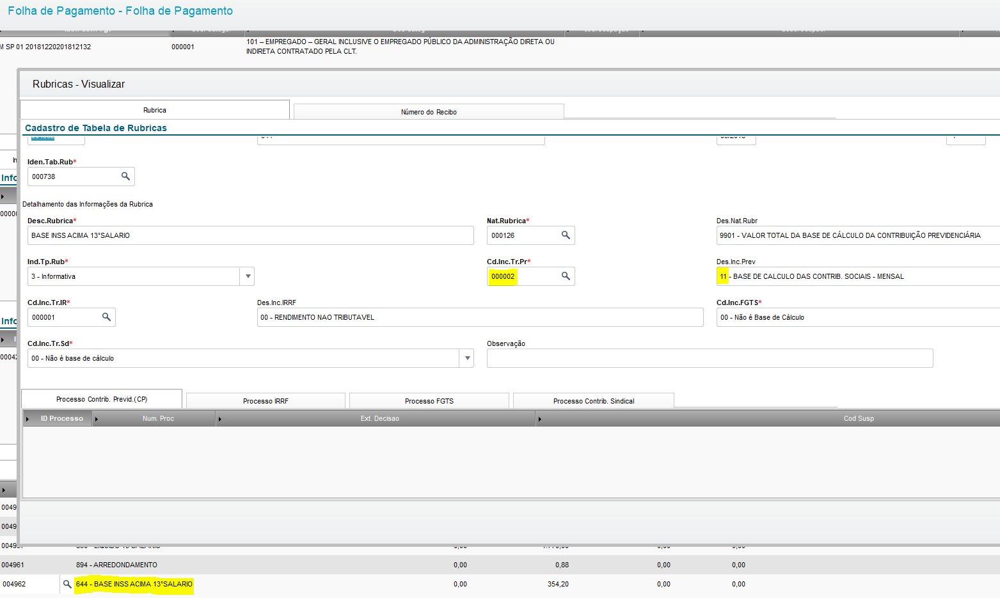 Folha de Pagamento - Folha de Pagamento
M SP 01 20181220201812132 000001 101 – EMPREGADO – GERAL INCLUSIVE O EMPREGADO PÚBLICO DA ADMINISTRAÇÃO DIRETA OU
INDIRETA CONTRATADO PELA CLT.
Rubricas - Visualizar
Rubrica Número do Recibo
Cadastro de Tabela de Rubricas
Iden.Tab.Rub*
000738
Detalhamento das Informações da Rubrica
Desc.Rubrica* Nat.Rubrica* Des.Nat.Rubr
BASE INSS ACIMA 13°SALARIO 000126 9901 - VALOR TOTAL DA BASE DE CÁLCULO DA CONTRIBUIÇÃO PREVIDENCIÁRIA
Ind.Tp.Rub* Cd.Inc.Tr.Pr* Des.Inc.Prev
3 - Informativa 000002 11 - BASE DE CALCULO DAS CONTRIB. SOCIAIS - MENSAL
Cd.Inc.Tr.IR* Des.Inc.IRRF Cd.Inc.FGTS*
000001 00 - RENDIMENTO NAO TRIBUTAVEL 00 - Não é Base de Cálculo
Cd.Inc.Tr.Sd* Observação
00 - Não é base de cálculo
Processo Contrib. Previd.(CP) Processo IRRF Processo FGTS Processo Contrib. Sindical
ID Processo Num. Proc Ext. Decisao Cod Susp
004961 894 - ARREDONDAMENTO 0,00 0,88 0,00 0,00
004962 644 - BASE INSS ACIMA 13°SALARIO 0,00 354,20 0,00 0,00